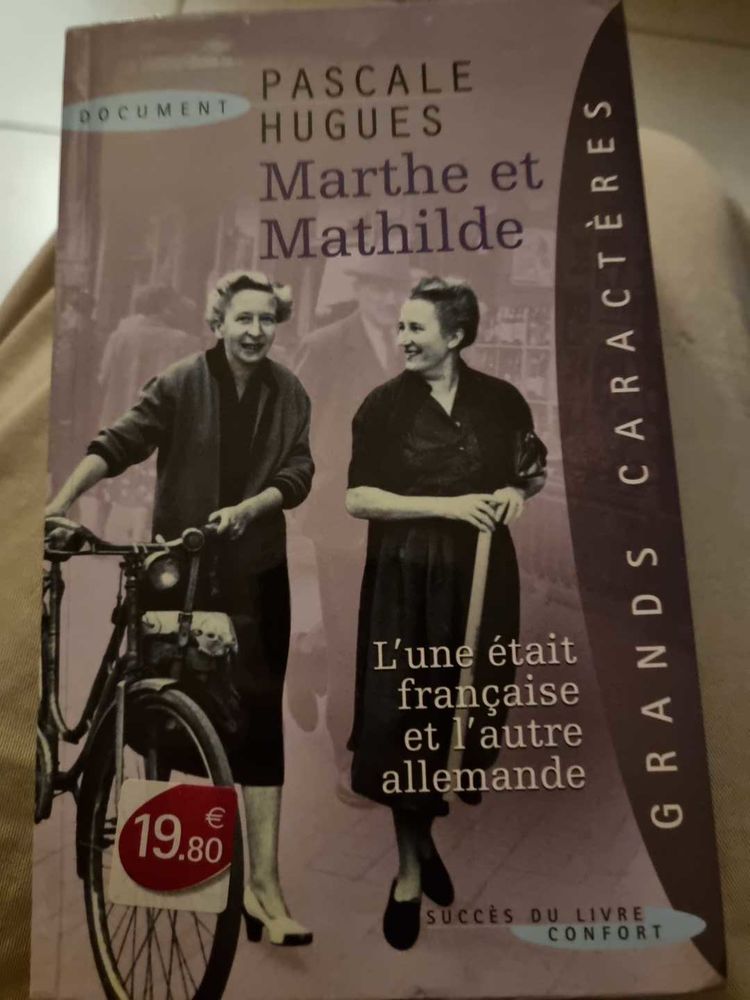 DOCUMENT
PASCALE
HUGUES
Marthe et
Mathilde
GRANDS CARACTÈRES
L'une était
française
et l'autre
allemande
19.80 €
SUCCÈS DU LIVRE
CONFORT